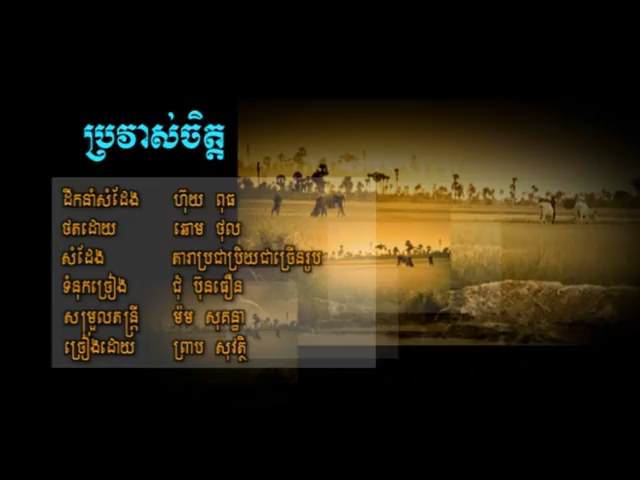 ប្រវាស់ចិត្ត
ដឹកនាំសំដែង ហ៊ុយ ពុធ
ថតដោយ ឆោម ថុល
សំដែង តារាប្រជាប្រិយជាច្រើនរូប
ទំនុកច្រៀង ជុំ ប៊ុនធឿន
សម្រួលតន្ត្រី ម៉ម សុគន្ធា
ច្រៀងដោយ ព្រាប សុវត្ថិ